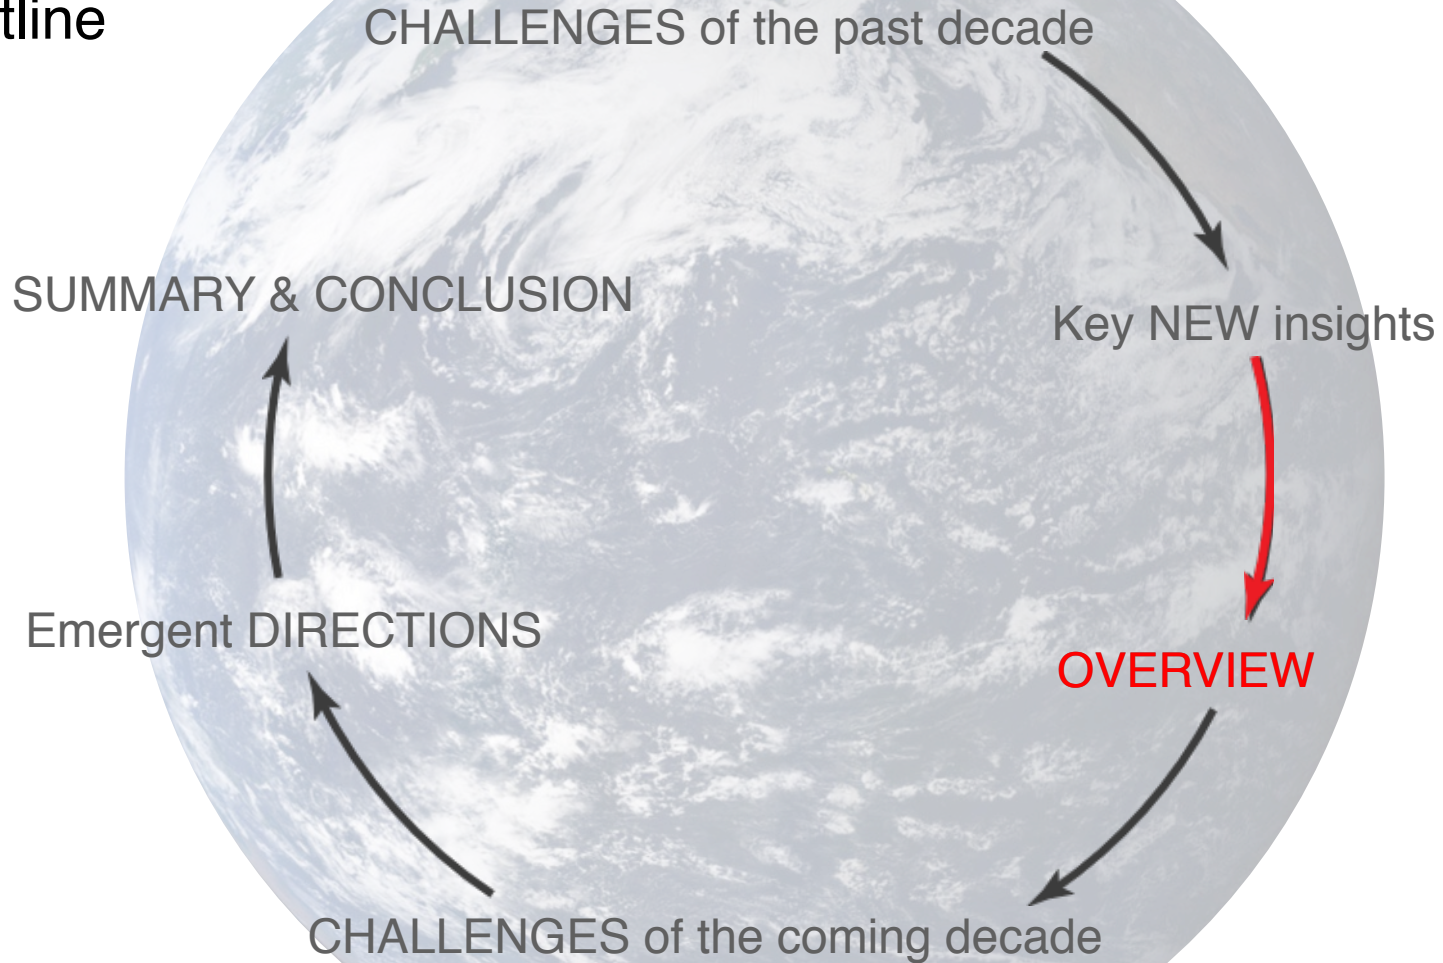 tline
CHALLENGES of the past decade
Key NEW insights
OVERVIEW
CHALLENGES of the coming decade
Emergent DIRECTIONS
SUMMARY & CONCLUSION